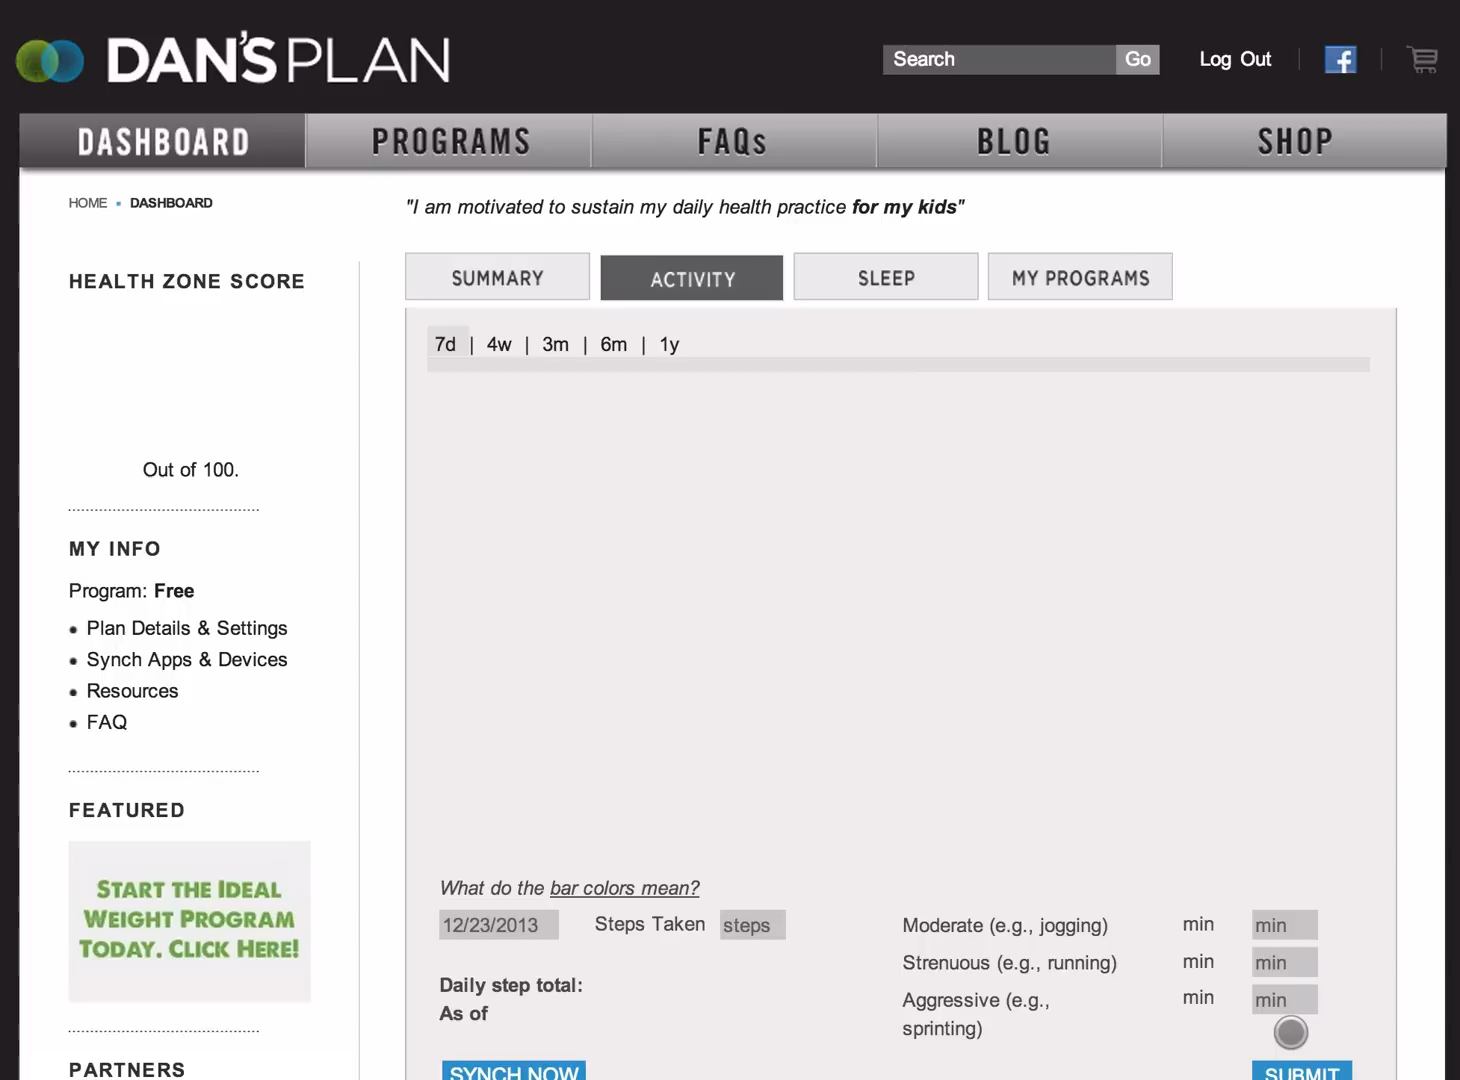 DAN'S PLAN
Search Go Log Out
DASHBOARD PROGRAMS FAQs BLOG SHOP
HOME • DASHBOARD
"I am motivated to sustain my daily health practice for my kids"
SUMMARY ACTIVITY SLEEP MY PROGRAMS
HEALTH ZONE SCORE
7d | 4w | 3m | 6m | 1y
Out of 100.
MY INFO
Program: Free
• Plan Details & Settings
• Synch Apps & Devices
• Resources
• FAQ
FEATURED
START THE IDEAL
WEIGHT PROGRAM
TODAY. CLICK HERE!
PARTNERS
What do the bar colors mean?
12/23/2013 Steps Taken steps
Daily step total:
As of
SYNCH NOW
Moderate (e.g., jogging) min min
Strenuous (e.g., running) min min
Aggressive (e.g., min min
sprinting)
SUBMIT